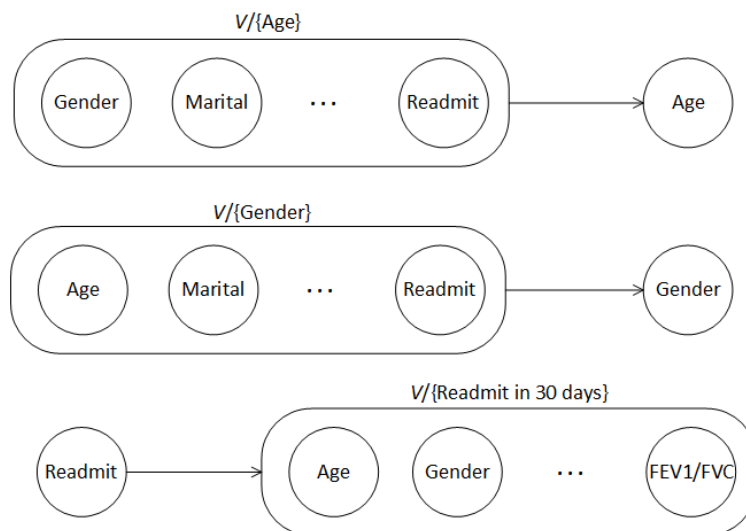 V/{Age}
Gender Marital ... Readmit Age
V/{Gender}
Age Marital ... Readmit Gender
V/{Readmit in 30 days}
Readmit Age Gender ... FEV1/FVC